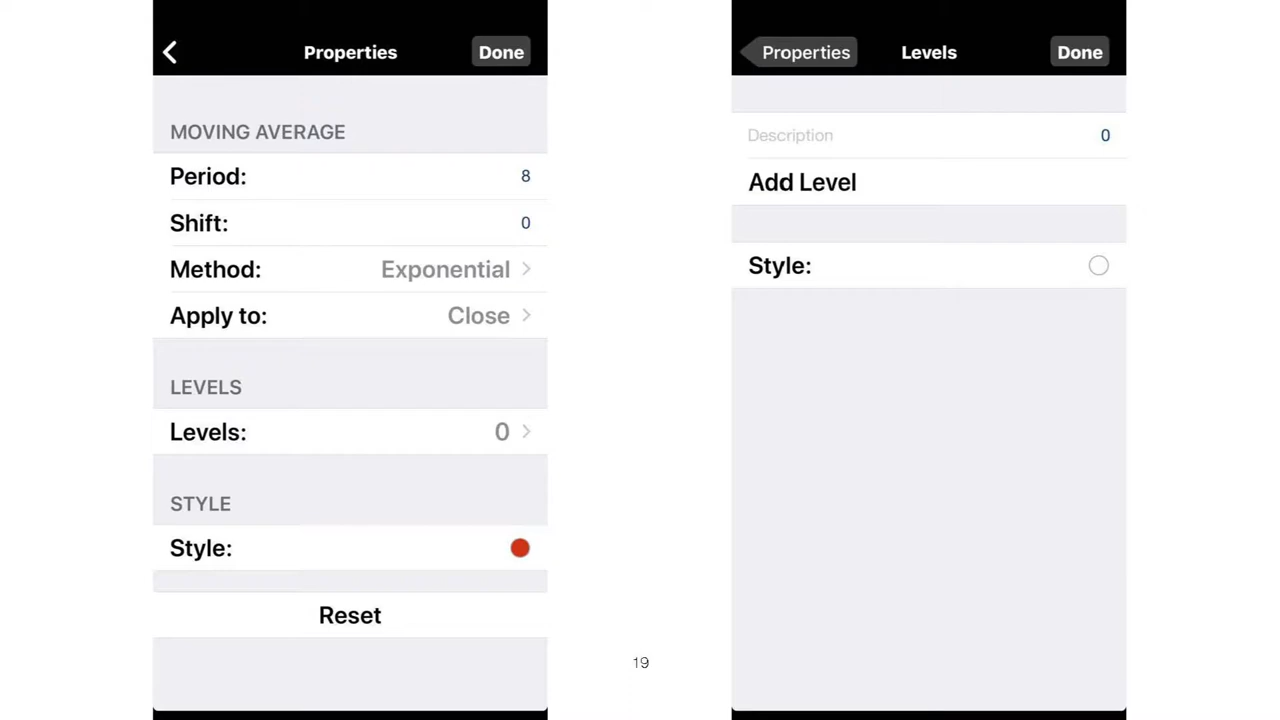 Properties
Done
MOVING AVERAGE
Period: 8
Shift: 0
Method: Exponential
Apply to: Close
LEVELS
Levels: 0
STYLE
Style:
Reset
Properties
Levels
Done
Description 0
Add Level
Style:
19